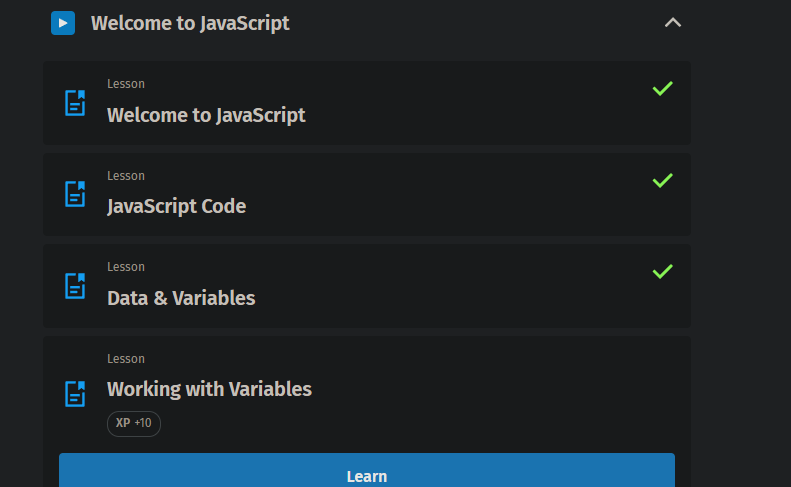 Welcome to JavaScript
Lesson
Welcome to JavaScript
Lesson
JavaScript Code
Lesson
Data & Variables
Lesson
Working with Variables
XP +10
Learn